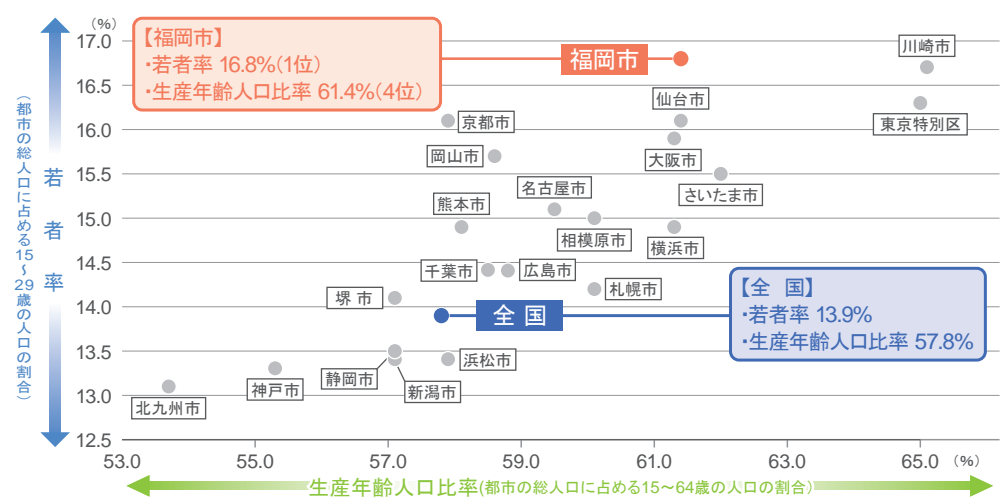 (%)
17.0
16.5
16.0
15.5
15.0
14.5
14.0
13.5
13.0
12.5
若者率
(都市の総人口に占める15～29歳の人口の割合)
【福岡市】
・若者率 16.8%(1位)
・生産年齢人口比率 61.4%(4位)
福岡市
川崎市
仙台市
東京特別区
京都市
大阪市
岡山市
さいたま市
名古屋市
熊本市
相模原市
横浜市
千葉市
広島市
札幌市
堺 市
全 国
【全 国】
・若者率 13.9%
・生産年齢人口比率 57.8%
浜松市
静岡市
新潟市
神戸市
北九州市
53.0 55.0 57.0 59.0 61.0 63.0 65.0 (%)
生産年齢人口比率(都市の総人口に占める15～64歳の人口の割合)